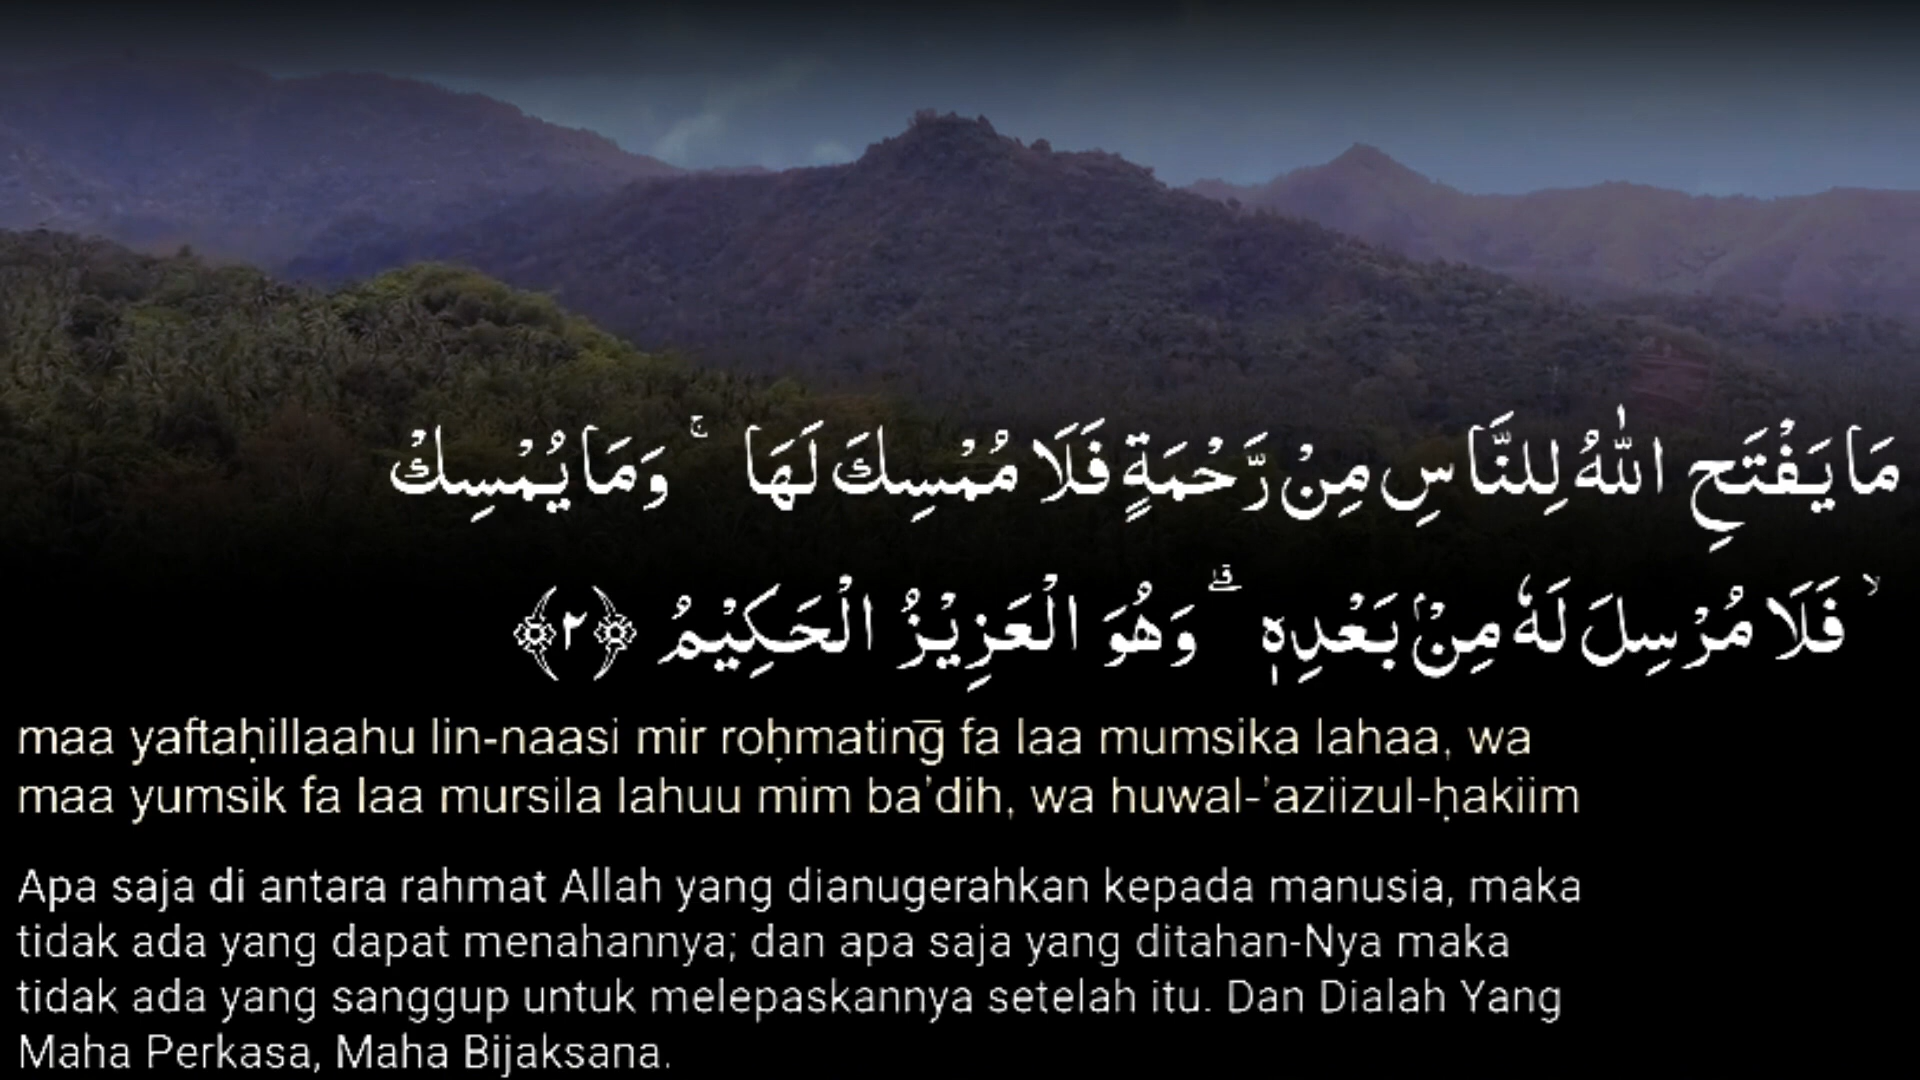 مَا يَفْتَحِ اللّٰهُ لِلنَّاسِ مِنْ رَّحْمَةٍ فَلَا مُمْسِكَ لَهَا ۚ وَمَا يُمْسِكْ
ۙ فَلَا مُرْسِلَ لَهٗ مِنْۢ بَعْدِهٖ ۗ وَهُوَ الْعَزِيْزُ الْحَكِيْمُ ﴿٢﴾
maa yaftaḥillaahu lin-naasi mir roḥmating̅ fa laa mumsika lahaa, wa
maa yumsik fa laa mursila lahuu mim ba’dih, wa huwal-’aziizul-ḥakiim
Apa saja di antara rahmat Allah yang dianugerahkan kepada manusia, maka
tidak ada yang dapat menahannya; dan apa saja yang ditahan-Nya maka
tidak ada yang sanggup untuk melepaskannya setelah itu. Dan Dialah Yang
Maha Perkasa, Maha Bijaksana.